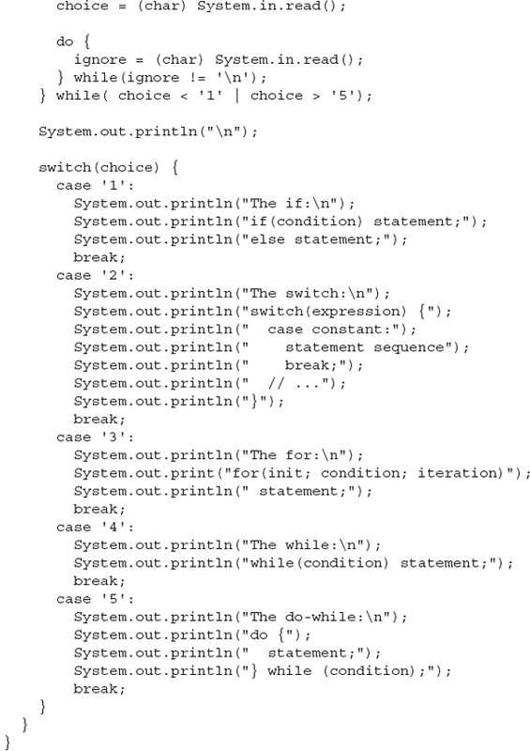 choice = (char) System.in.read();

      do {
        ignore = (char) System.in.read();
      } while(ignore != '\n');
    } while( choice < '1' | choice > '5');

    System.out.println("\n");

    switch(choice) {
      case '1':
        System.out.println("The if:\n");
        System.out.println("if(condition) statement;");
        System.out.println("else statement;");
        break;
      case '2':
        System.out.println("The switch:\n");
        System.out.println("switch(expression) {");
        System.out.println("  case constant:");
        System.out.println("    statement sequence");
        System.out.println("    break;");
        System.out.println("  // ...");
        System.out.println("}");
        break;
      case '3':
        System.out.println("The for:\n");
        System.out.print("for(init; condition; iteration)");
        System.out.println(" statement;");
        break;
      case '4':
        System.out.println("The while:\n");
        System.out.println("while(condition) statement;");
        break;
      case '5':
        System.out.println("The do-while:\n");
        System.out.println("do {");
        System.out.println("  statement;");
        System.out.println("} while (condition);");
        break;
    }
  }
}